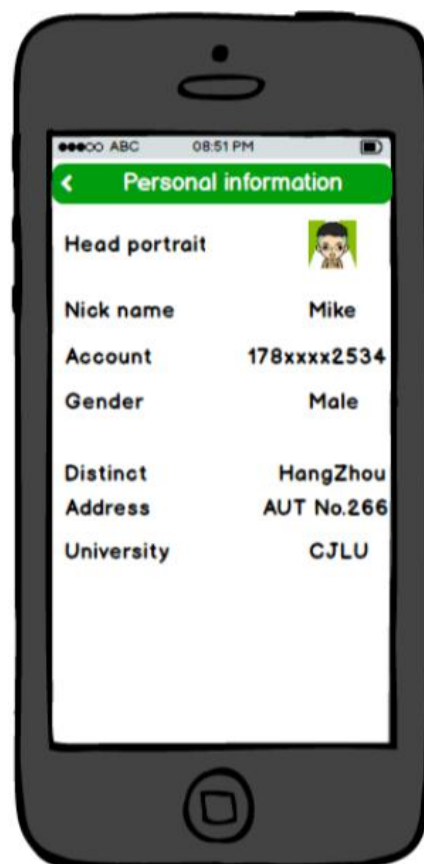 ABC 08:51 PM
Personal information
Head portrait
Nick name Mike
Account 178xxxx2534
Gender Male
Distinct HangZhou
Address AUT No.266
University CJLU